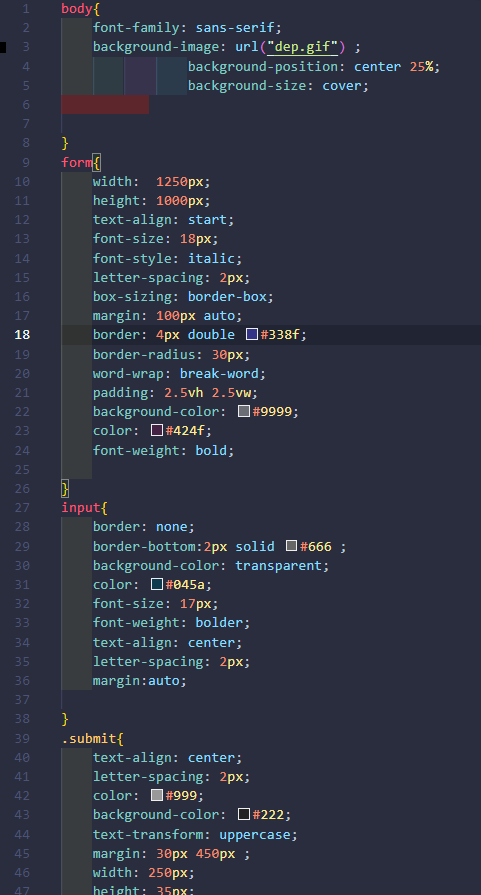 1 body{
2 font-family: sans-serif;
3 background-image: url("dep.gif") ;
4 background-position: center 25%;
5 background-size: cover;
6
7
8 }
9 form{
10 width:  1250px;
11 height: 1000px;
12 text-align: start;
13 font-size: 18px;
14 font-style: italic;
15 letter-spacing: 2px;
16 box-sizing: border-box;
17 margin: 100px auto;
18 border: 4px double #338f;
19 border-radius: 30px;
20 word-wrap: break-word;
21 padding: 2.5vh 2.5vw;
22 background-color: #9999;
23 color: #424f;
24 font-weight: bold;
25
26 }
27 input{
28 border: none;
29 border-bottom:2px solid #666 ;
30 background-color: transparent;
31 color: #045a;
32 font-size: 17px;
33 font-weight: bolder;
34 text-align: center;
35 letter-spacing: 2px;
36 margin:auto;
37
38 }
39 .submit{
40 text-align: center;
41 letter-spacing: 2px;
42 color: #999;
43 background-color: #222;
44 text-transform: uppercase;
45 margin: 30px 450px ;
46 width: 250px;
47 height: 35px;